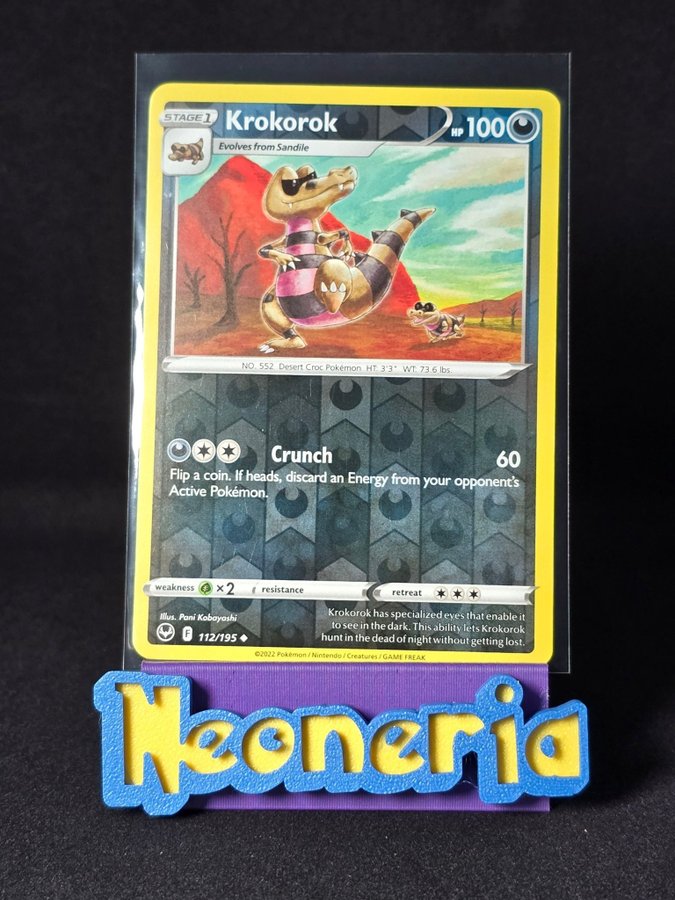 STAGE 1
Krokorok
HP 100
Evolves from Sandile
NO. 552 Desert Croc Pokémon HT: 3'3" WT: 73.6 lbs.
Crunch 60
Flip a coin. If heads, discard an Energy from your opponent's
Active Pokémon.
weakness ×2 resistance retreat
Illus. Pani Kobayashi
F 112/195
Krokorok has specialized eyes that enable it
to see in the dark. This ability lets Krokorok
hunt in the dead of night without getting lost.
©2022 Pokémon / Nintendo / Creatures / GAME FREAK
Neoneria